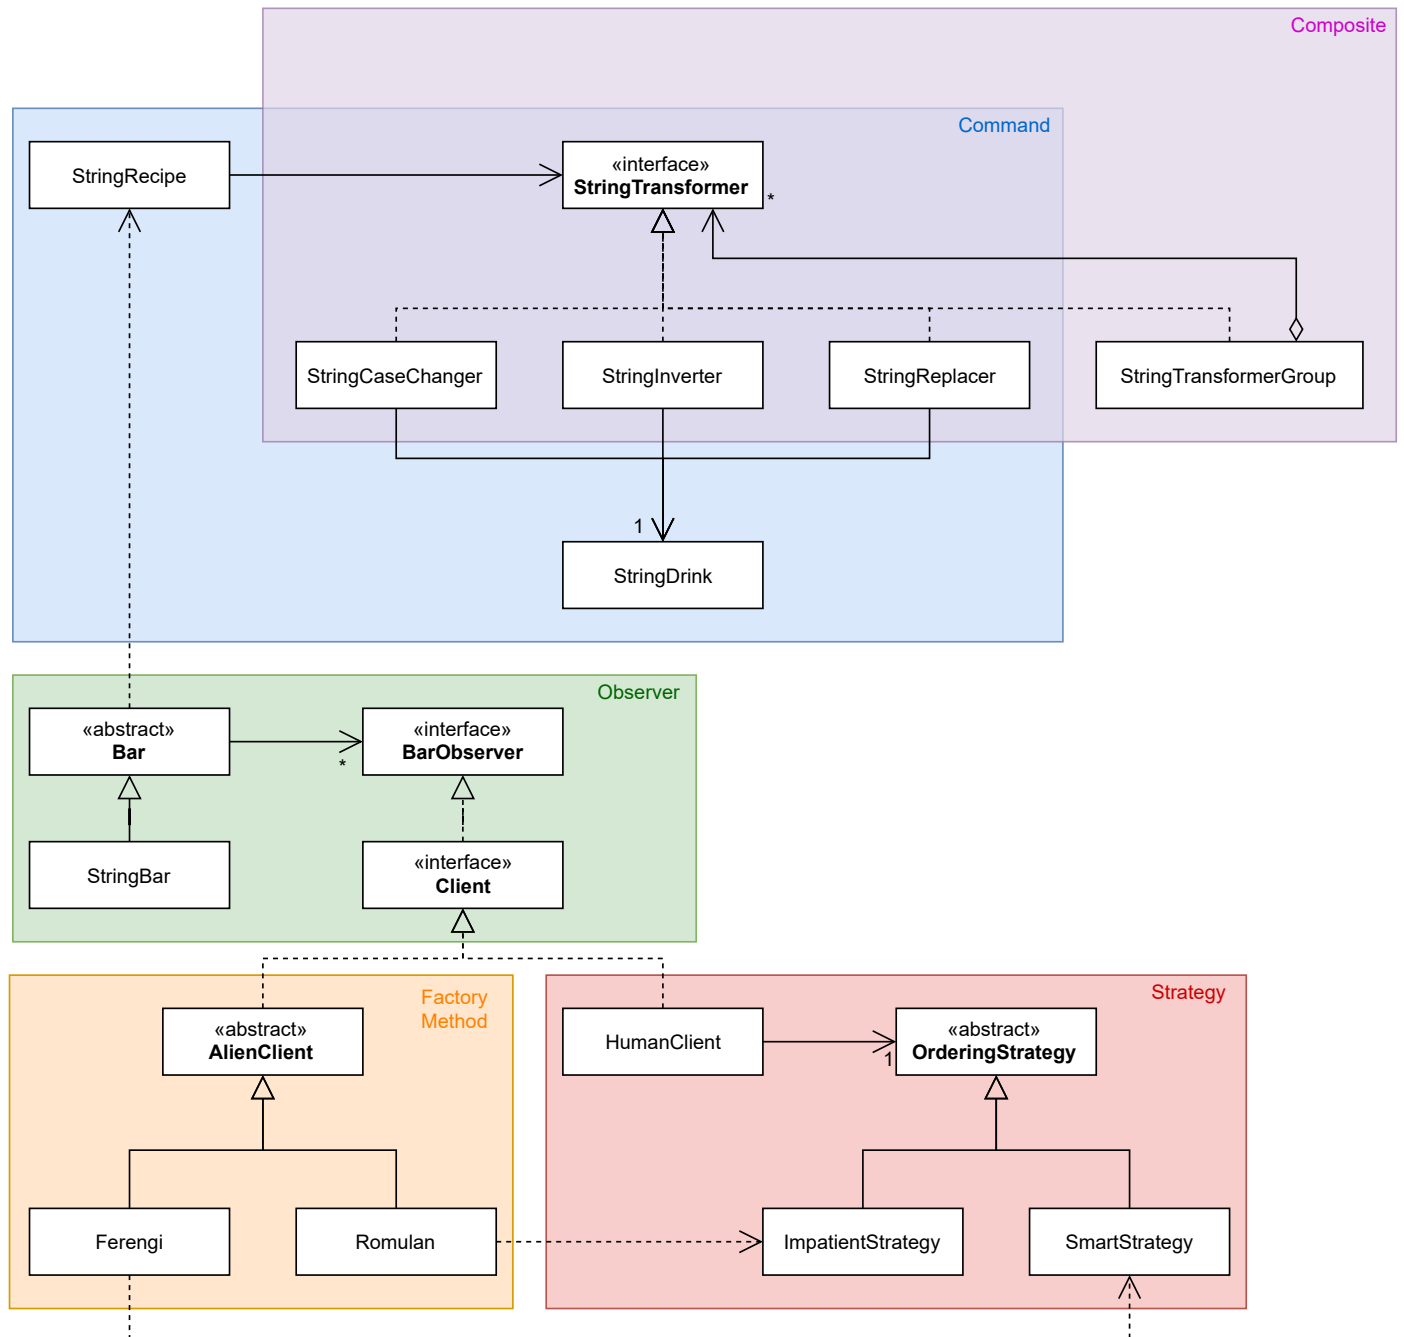 Composite
Command
StringRecipe
«interface»
StringTransformer
*
StringCaseChanger
StringInverter
StringReplacer
StringTransformerGroup
1
StringDrink
Observer
«abstract»
Bar
*
«interface»
BarObserver
StringBar
«interface»
Client
Factory
Method
«abstract»
AlienClient
Strategy
HumanClient
1
«abstract»
OrderingStrategy
Ferengi
Romulan
ImpatientStrategy
SmartStrategy